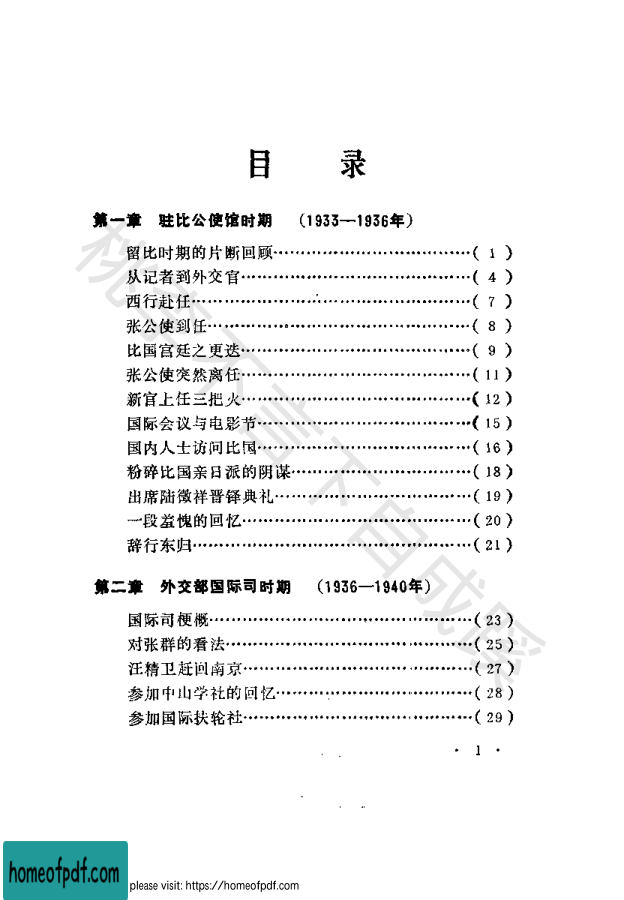 目 录
第一章 驻比公使馆时期 (1933—1936年)
留比时期的片断回顾……………………………( 1 )
从记者到外交官…………………………………( 4 )
西行赴任…………………………………………( 7 )
张公使到任………………………………………( 8 )
比国宫廷之更迭…………………………………( 9 )
张公使突然离任…………………………………(11)
新官上任三把火…………………………………(12)
国际会议与电影节………………………………(15)
国内人士访问比国………………………………(16)
粉碎比国亲日派的阴谋…………………………(18)
出席陆徵祥晋铎典礼……………………………(19)
一段羞愧的回忆…………………………………(20)
辞行东归…………………………………………(21)
第二章 外交部国际司时期 (1936—1940年)
国际司梗概………………………………………(23)
对张群的看法……………………………………(25)
汪精卫赶回南京…………………………………(27)
参加中山学社的回忆……………………………(28)
参加国际扶轮社…………………………………(29)
· 1 ·
桃李不言下自成蹊
homeofpdf.com
please visit: https://homeofpdf.com